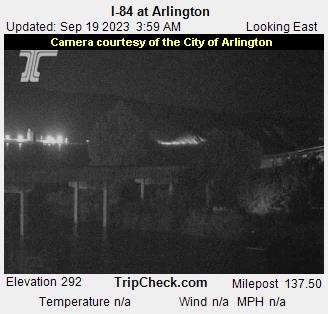 I-84 at Arlington
Updated: Sep 19 2023 3:59 AM Looking East
Camera courtesy of the City of Arlington
Elevation 292 TripCheck.com Milepost 137.50
Temperature n/a Wind n/a MPH n/a